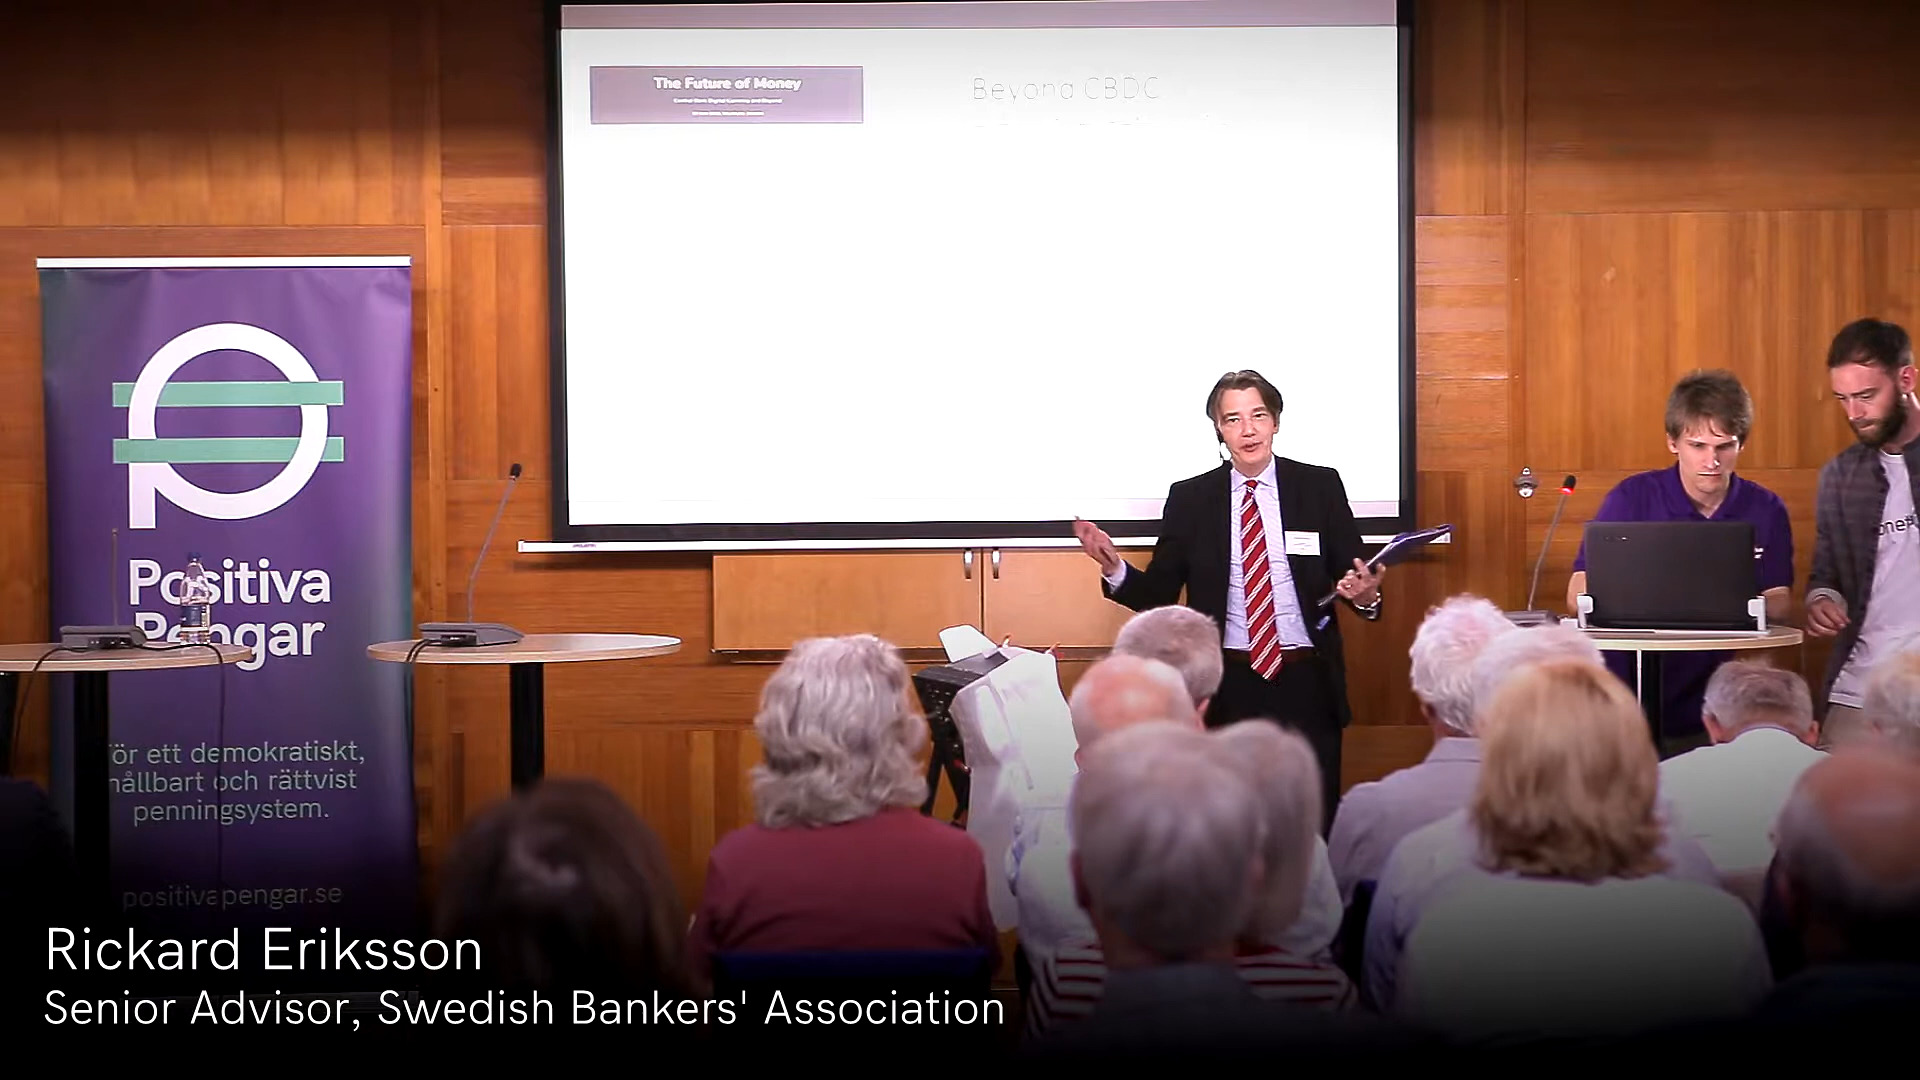 The Future of Money
Beyond CBDC
Positiva
Pengar
ör ett demokratiskt,
hållbart och rättvist
penningsystem.
positivapengar.se
Rickard Eriksson
Senior Advisor, Swedish Bankers' Association